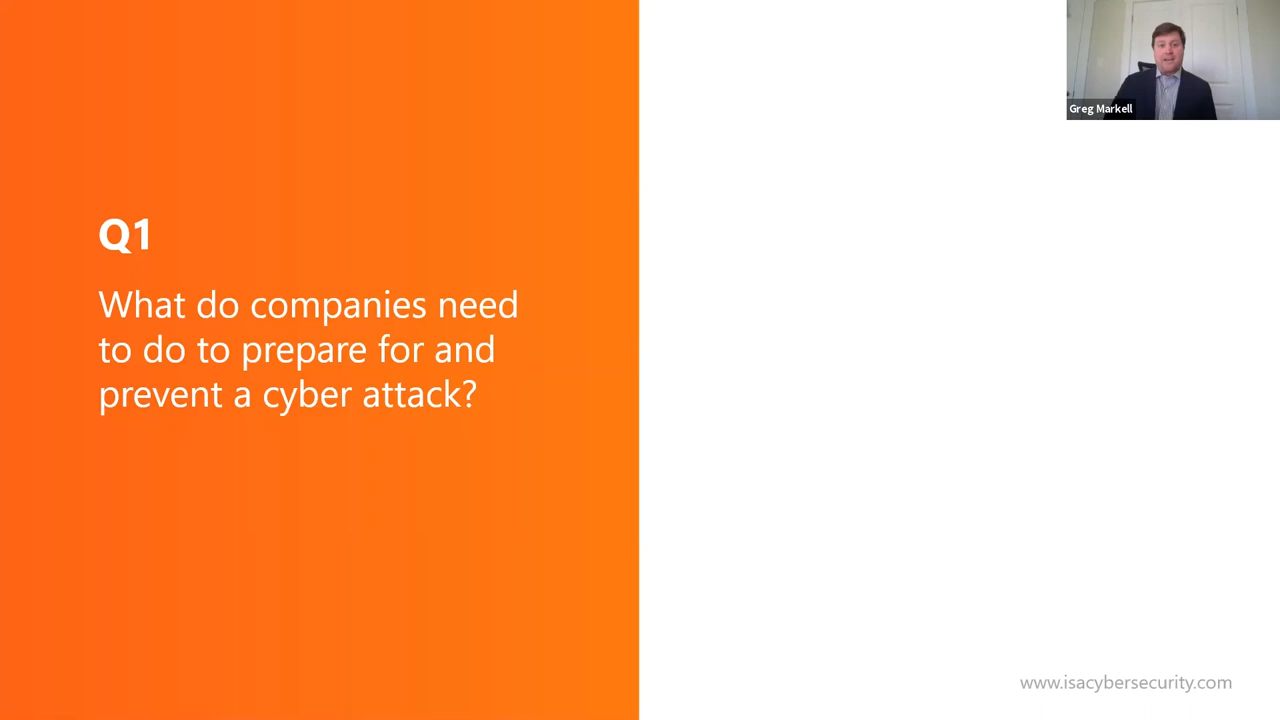 Greg Markell
Q1
What do companies need
to do to prepare for and
prevent a cyber attack?
www.isacybersecurity.com